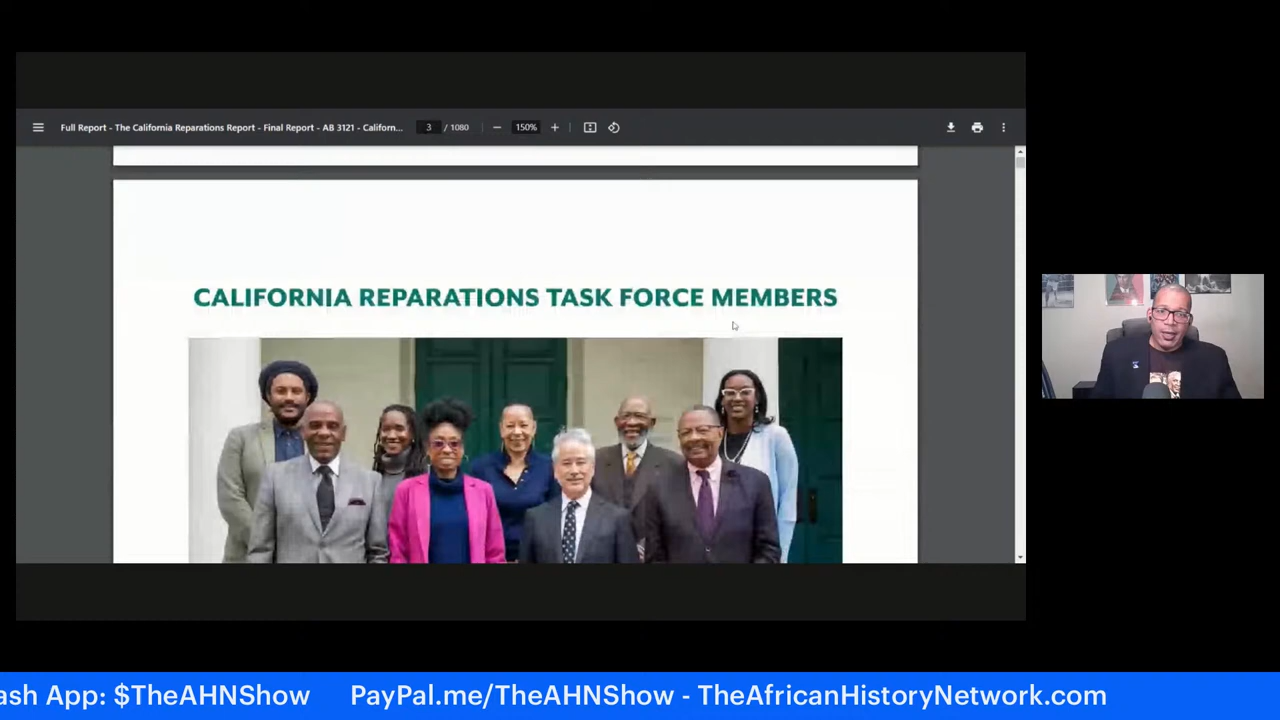 Full Report - The California Reparations Report - Final Report - AB 3121 - Californ...
3 / 1080
150%
CALIFORNIA REPARATIONS TASK FORCE MEMBERS
ash App: $TheAHNShow PayPal.me/TheAHNShow - TheAfricanHistoryNetwork.com